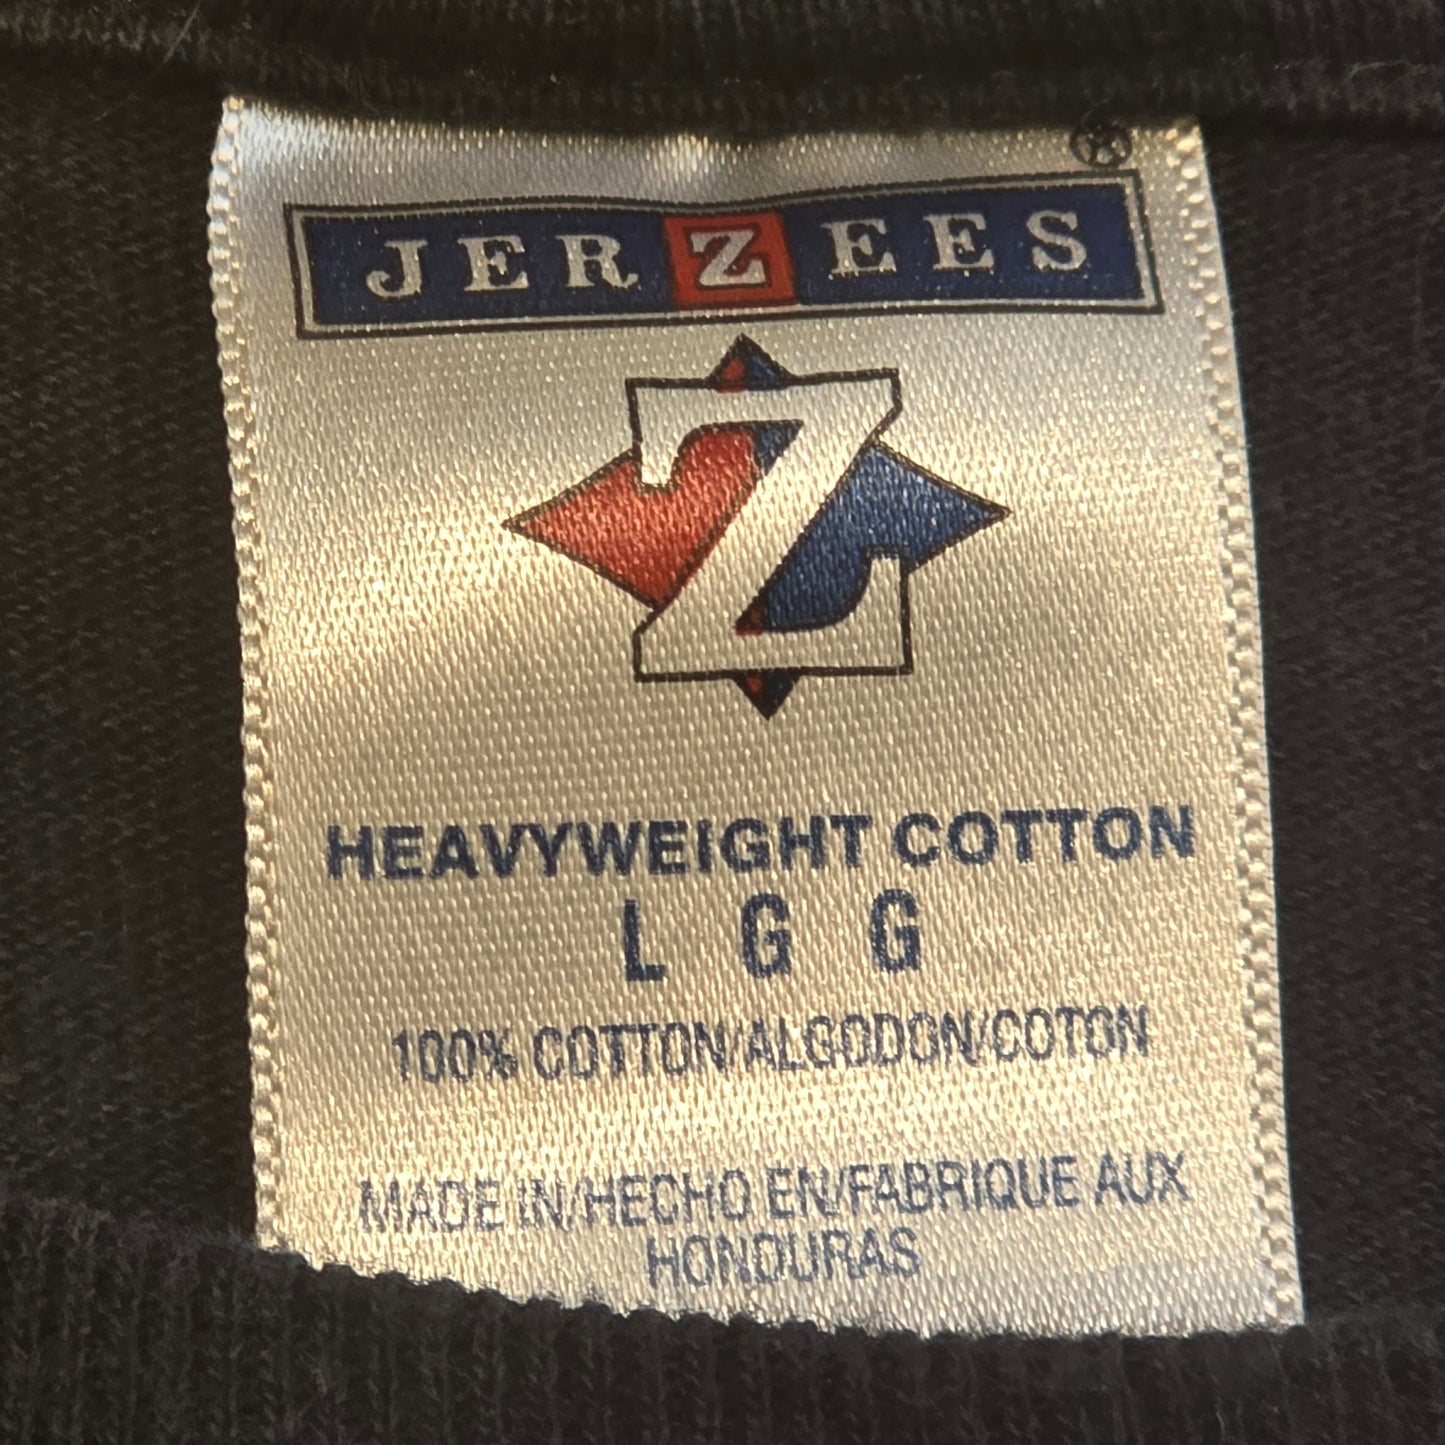 ®
JERZEES
Z
HEAVYWEIGHT COTTON
L G G
100% COTTON/ALGODON/COTON
MADE IN/HECHO EN/FABRIQUE AUX
HONDURAS